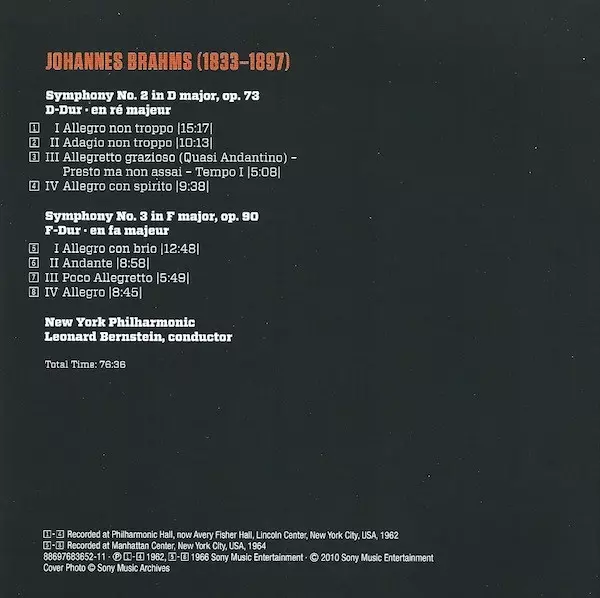 JOHANNES BRAHMS (1833–1897)
Symphony No. 2 in D major, op. 73
D-Dur · en ré majeur
1 I Allegro non troppo |15:17|
2 II Adagio non troppo |10:13|
3 III Allegretto grazioso (Quasi Andantino) –
Presto ma non assai – Tempo I |5:08|
4 IV Allegro con spirito |9:38|
Symphony No. 3 in F major, op. 90
F-Dur · en fa majeur
5 I Allegro con brio |12:48|
6 II Andante |8:58|
7 III Poco Allegretto |5:49|
8 IV Allegro |8:45|
New York Philharmonic
Leonard Bernstein, conductor
Total Time: 76:36
1-4 Recorded at Philharmonic Hall, now Avery Fisher Hall, Lincoln Center, New York City, USA, 1962
5-8 Recorded at Manhattan Center, New York City, USA, 1964
88697683652-11 · ℗ 1-4 1962, 5-8 1966 Sony Music Entertainment · © 2010 Sony Music Entertainment
Cover Photo © Sony Music Archives